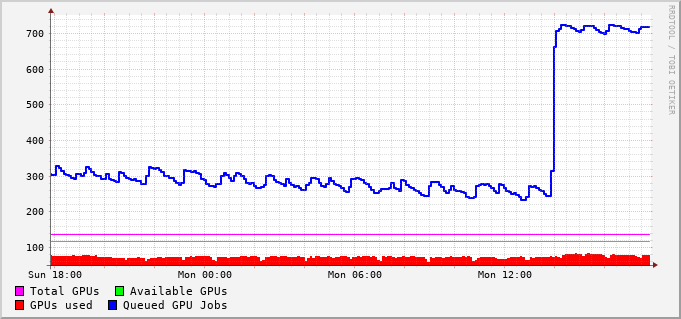 700
600
500
400
300
200
100
Sun 18:00 Mon 00:00 Mon 06:00 Mon 12:00
Total GPUs Available GPUs
GPUs used Queued GPU Jobs
RRDTOOL / TOBI OETIKER